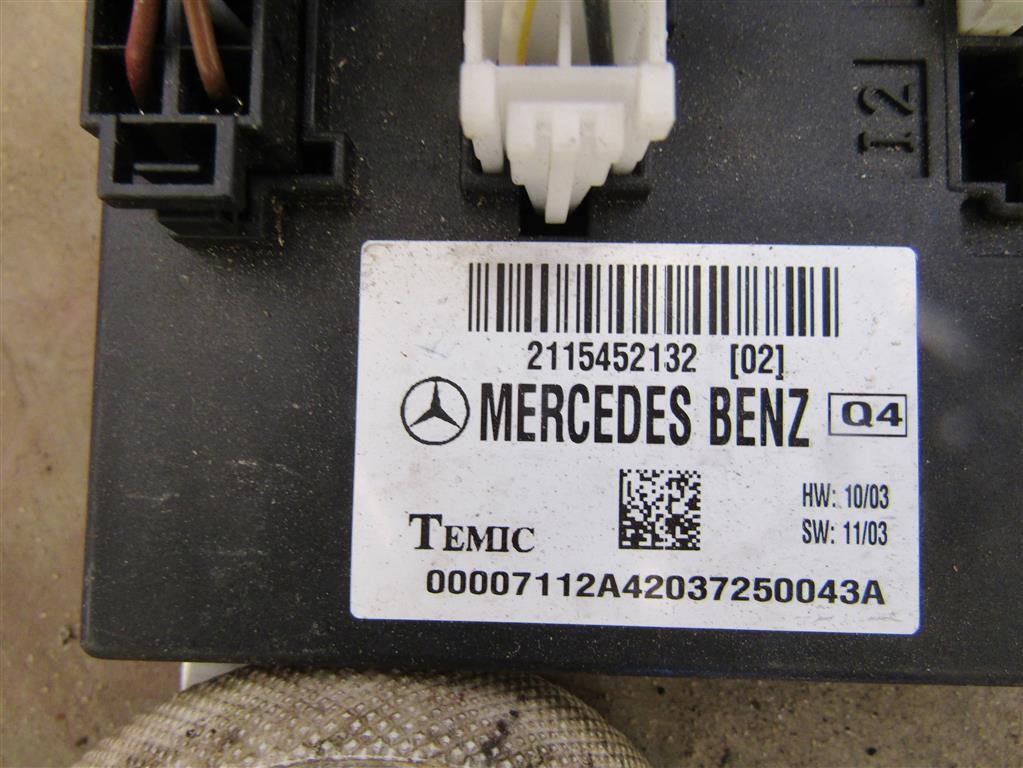 12
2115452132 [02]
MERCEDES BENZ Q4
HW: 10/03
TEMIC
SW: 11/03
00007112A42037250043A